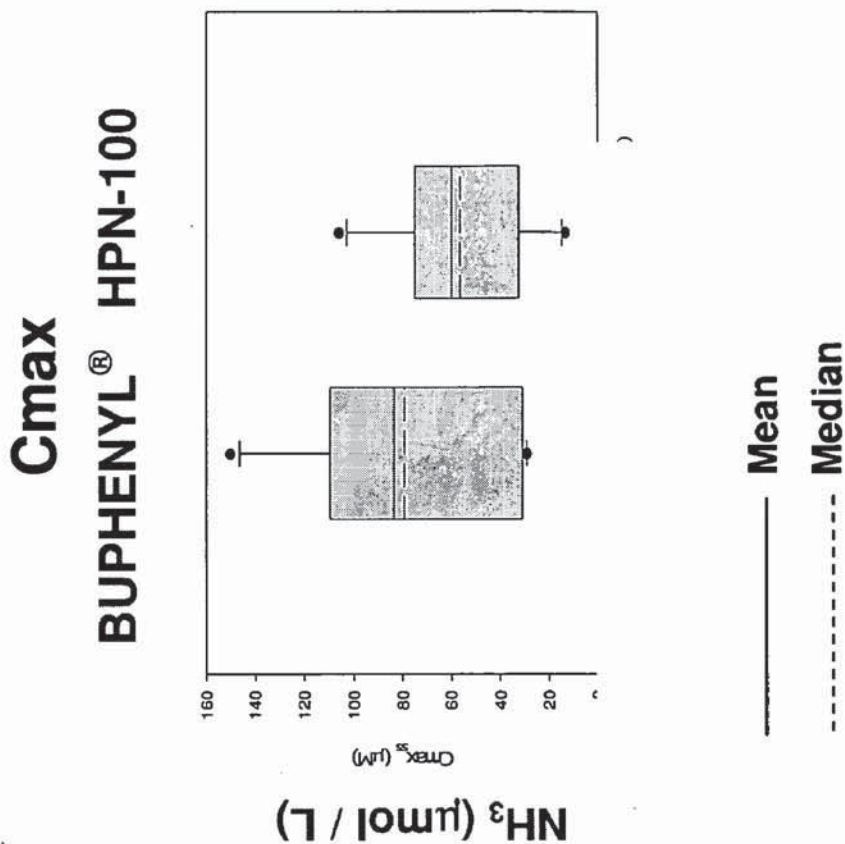 Cmax
BUPHENYL® HPN-100
NH₃ (µmol / L)
Cmax_ss (µM)
160
140
120
100
80
60
40
20
Mean
Median